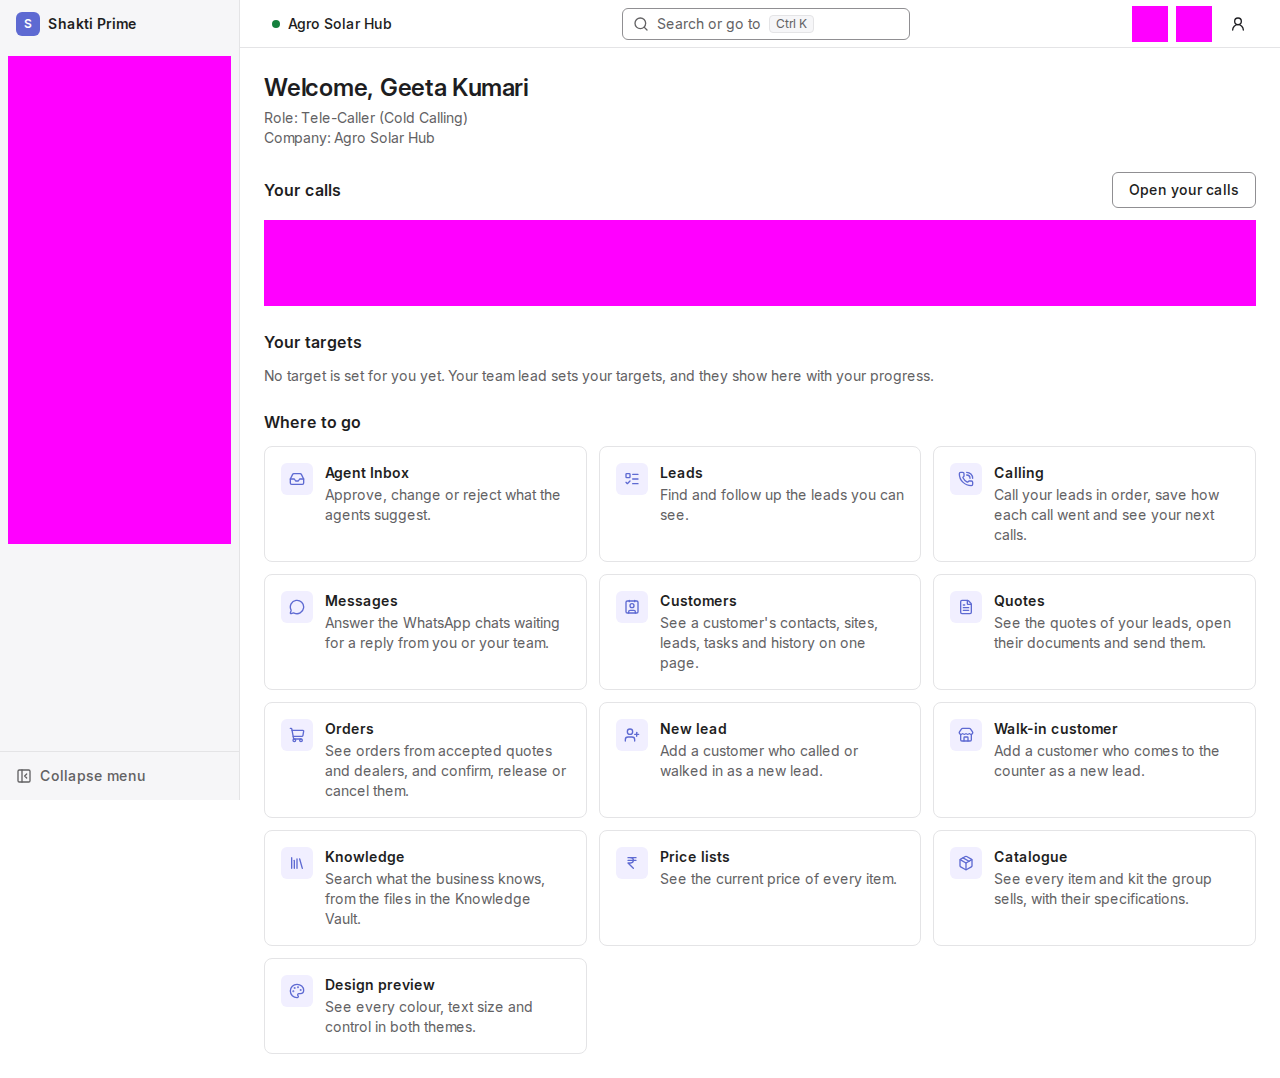 S Shakti Prime
Agro Solar Hub
Search or go to Ctrl K
Welcome, Geeta Kumari
Role: Tele-Caller (Cold Calling)
Company: Agro Solar Hub
Your calls
Open your calls
Your targets
No target is set for you yet. Your team lead sets your targets, and they show here with your progress.
Where to go
Agent Inbox
Approve, change or reject what the
agents suggest.
Leads
Find and follow up the leads you can
see.
Calling
Call your leads in order, save how
each call went and see your next
calls.
Messages
Answer the WhatsApp chats waiting
for a reply from you or your team.
Customers
See a customer's contacts, sites,
leads, tasks and history on one
page.
Quotes
See the quotes of your leads, open
their documents and send them.
Orders
See orders from accepted quotes
and dealers, and confirm, release or
cancel them.
New lead
Add a customer who called or
walked in as a new lead.
Walk-in customer
Add a customer who comes to the
counter as a new lead.
Collapse menu
Knowledge
Search what the business knows,
from the files in the Knowledge
Vault.
Price lists
See the current price of every item.
Catalogue
See every item and kit the group
sells, with their specifications.
Design preview
See every colour, text size and
control in both themes.